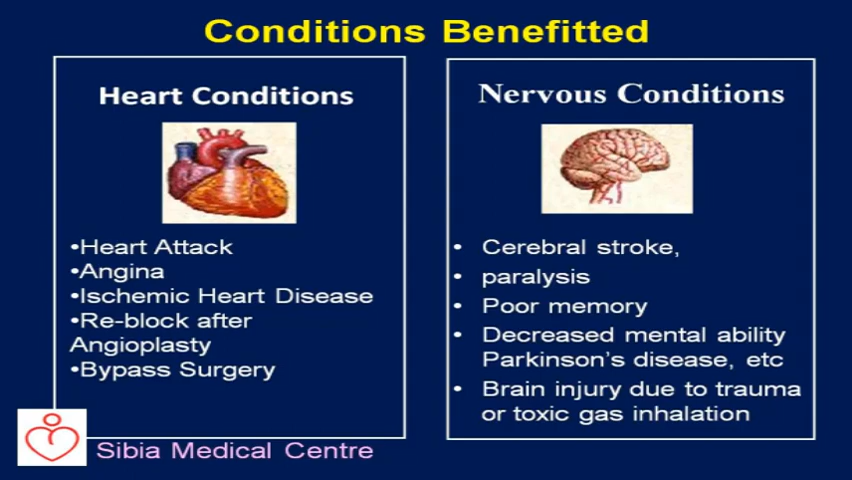 Conditions Benefitted
Heart Conditions
•Heart Attack
•Angina
•Ischemic Heart Disease
•Re-block after
Angioplasty
•Bypass Surgery
Nervous Conditions
• Cerebral stroke,
• paralysis
• Poor memory
• Decreased mental ability
Parkinson's disease, etc
• Brain injury due to trauma
or toxic gas inhalation
Sibia Medical Centre